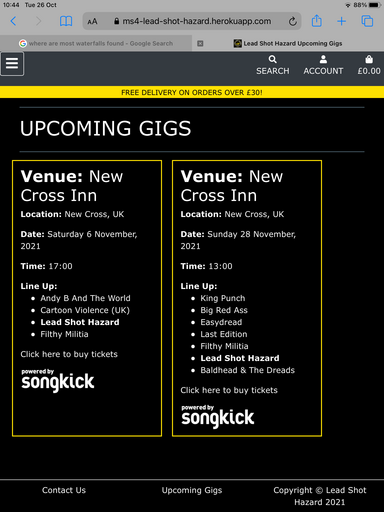 10:44 Tue 26 Oct
88%
AA
ms4-lead-shot-hazard.herokuapp.com
where are most waterfalls found - Google Search
Lead Shot Hazard Upcoming Gigs
SEARCH
ACCOUNT
£0.00
FREE DELIVERY ON ORDERS OVER £30!
UPCOMING GIGS
Venue: New
Cross Inn
Location: New Cross, UK
Date: Saturday 6 November,
2021
Time: 17:00
Line Up:
Andy B And The World
Cartoon Violence (UK)
Lead Shot Hazard
Filthy Militia
Click here to buy tickets
powered by
songkick
Venue: New
Cross Inn
Location: New Cross, UK
Date: Sunday 28 November,
2021
Time: 13:00
Line Up:
King Punch
Big Red Ass
Easydread
Last Edition
Filthy Militia
Lead Shot Hazard
Baldhead & The Dreads
Click here to buy tickets
powered by
songkick
Contact Us
Upcoming Gigs
Copyright © Lead Shot
Hazard 2021